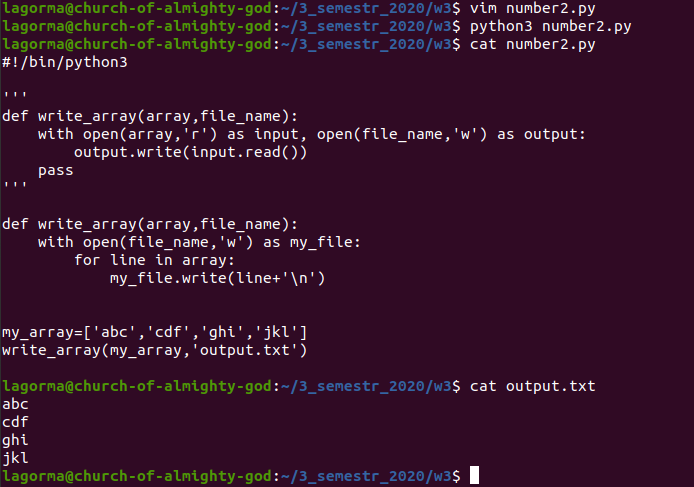 lagorma@church-of-almighty-god:~/3_semestr_2020/w3$ vim number2.py
lagorma@church-of-almighty-god:~/3_semestr_2020/w3$ python3 number2.py
lagorma@church-of-almighty-god:~/3_semestr_2020/w3$ cat number2.py
#!/bin/python3

'''
def write_array(array,file_name):
    with open(array,'r') as input, open(file_name,'w') as output:
        output.write(input.read())
    pass
'''

def write_array(array,file_name):
    with open(file_name,'w') as my_file:
        for line in array:
            my_file.write(line+'\n')


my_array=['abc','cdf','ghi','jkl']
write_array(my_array,'output.txt')

lagorma@church-of-almighty-god:~/3_semestr_2020/w3$ cat output.txt
abc
cdf
ghi
jkl
lagorma@church-of-almighty-god:~/3_semestr_2020/w3$